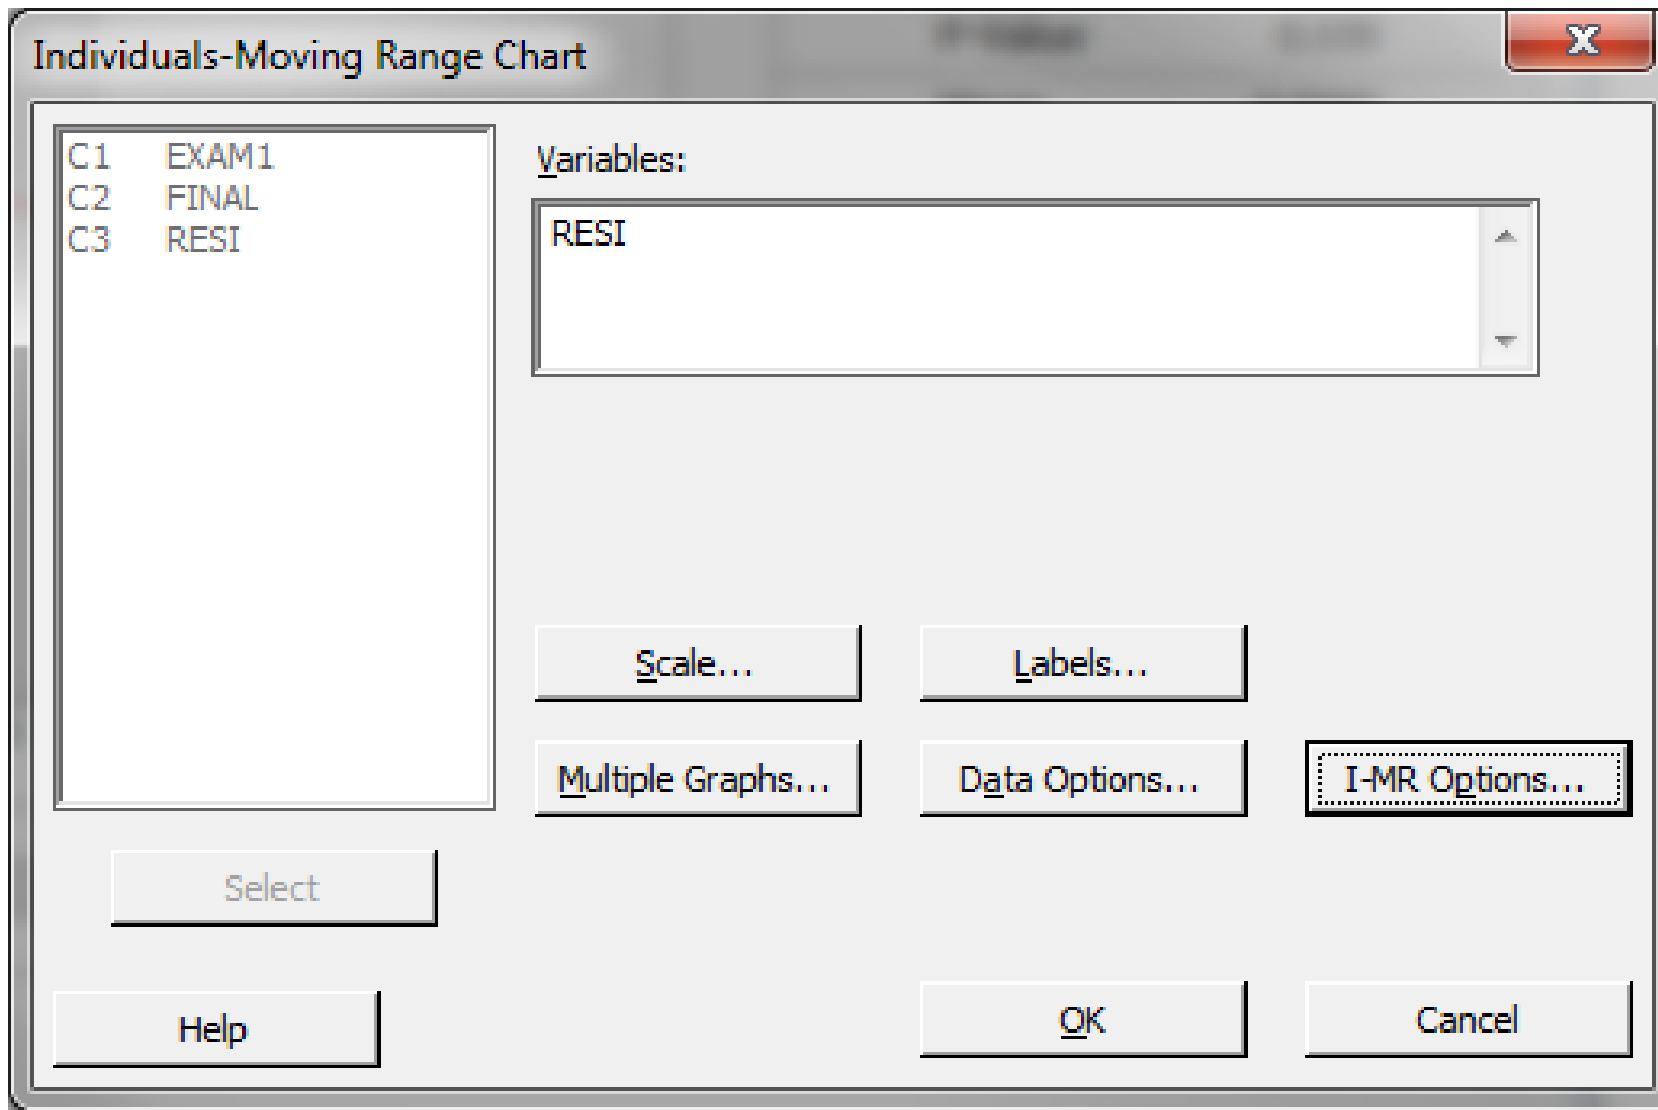 Individuals-Moving Range Chart
C1 EXAM1
C2 FINAL
C3 RESI
Variables:
RESI
Scale...
Labels...
Multiple Graphs...
Data Options...
I-MR Options...
Select
Help
OK
Cancel